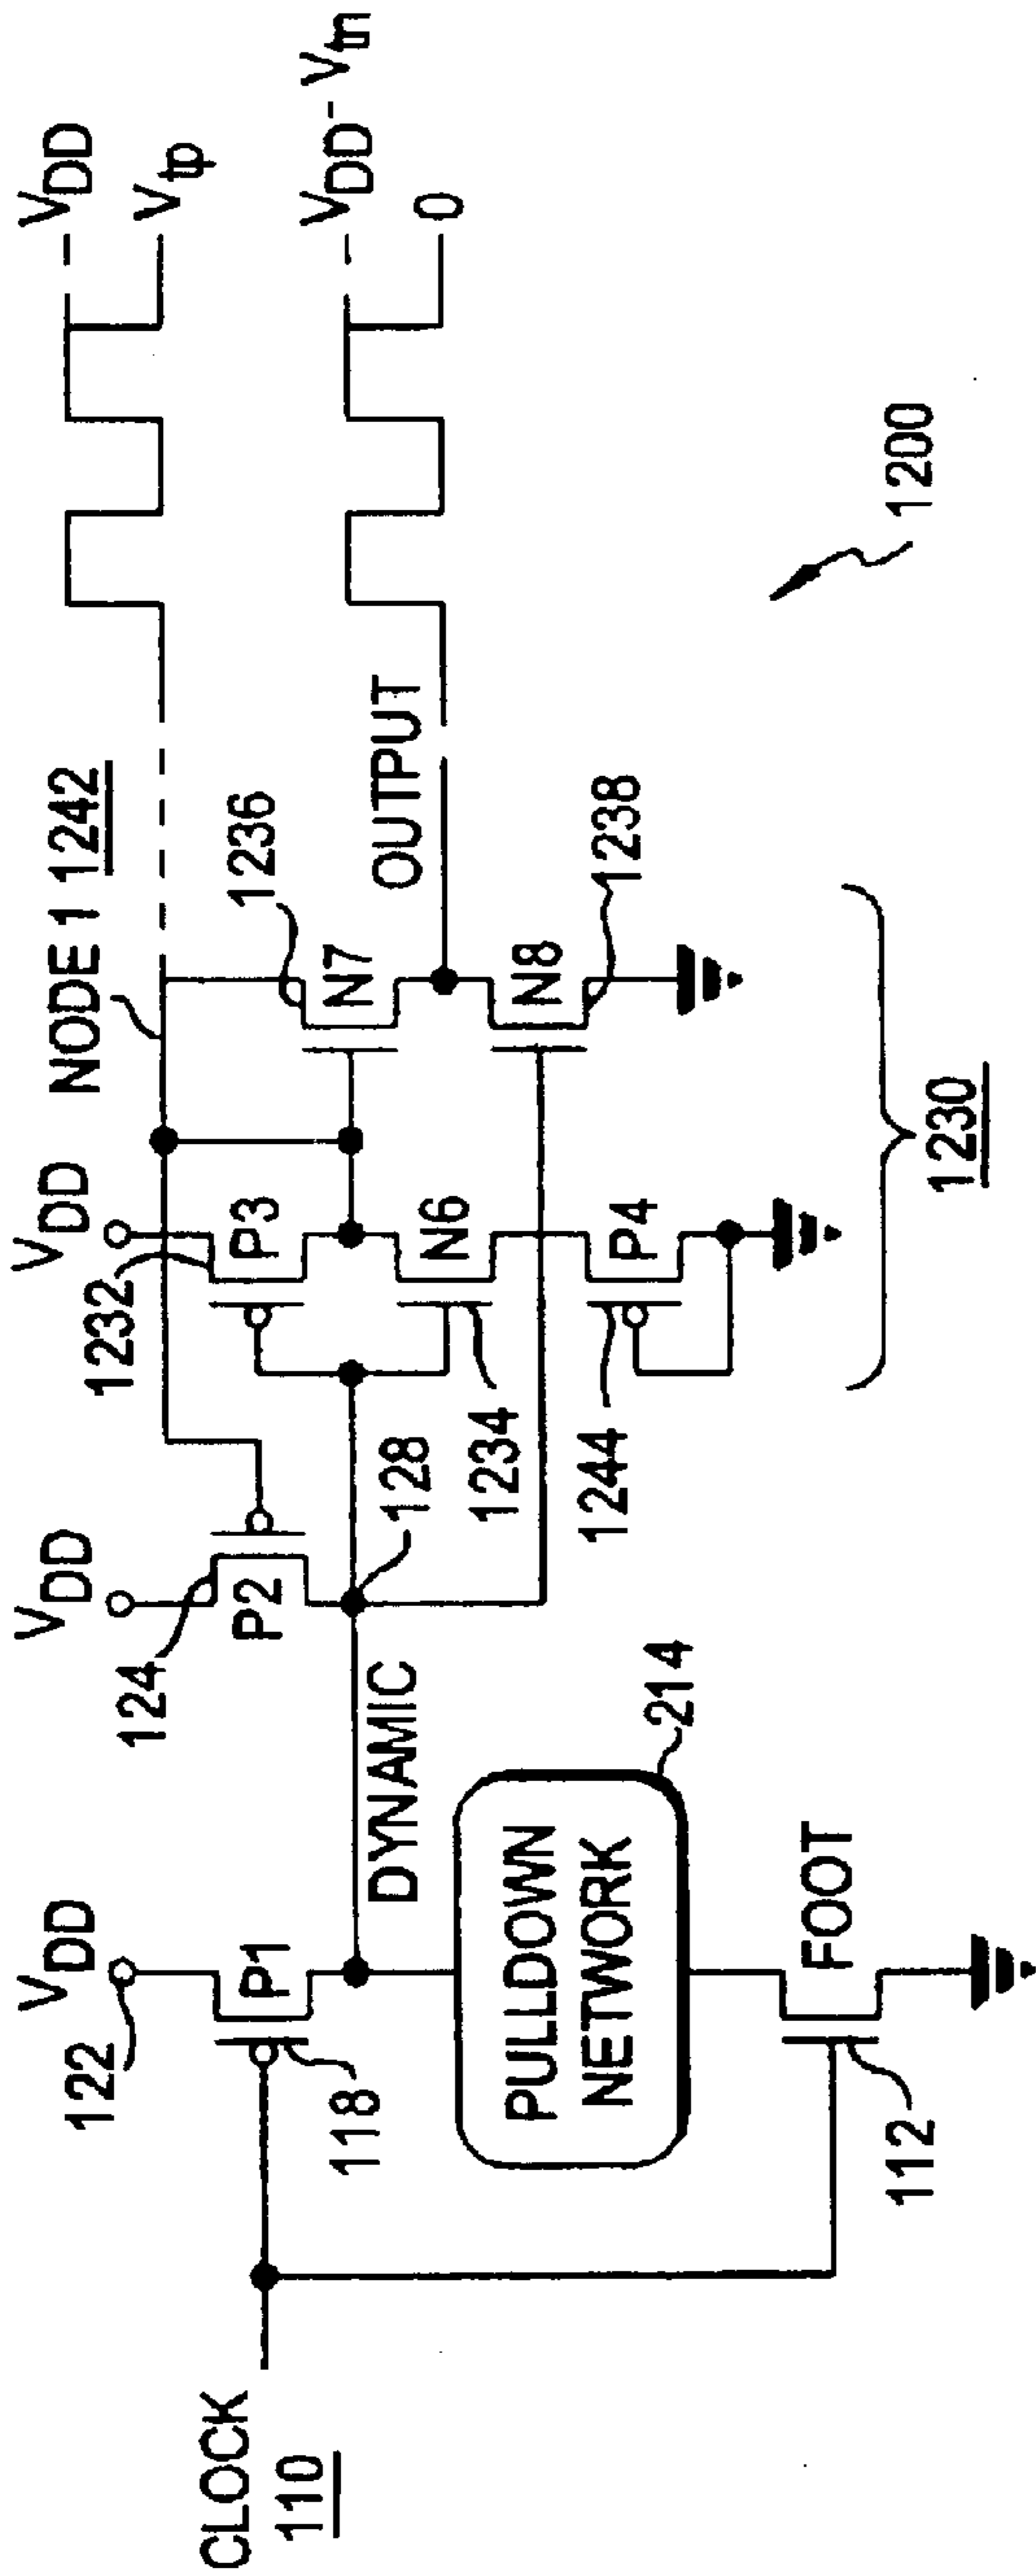 CLOCK
110
VDD
122
P1
118
DYNAMIC
PULLDOWN
NETWORK
214
FOOT
112
VDD
124
P2
128
VDD
1232
P3
N6
1234
P4
1244
NODE 1 1242
1236
N7
OUTPUT
N8
1238
1230
VDD
Vtp
VDD - Vtn
0
1200